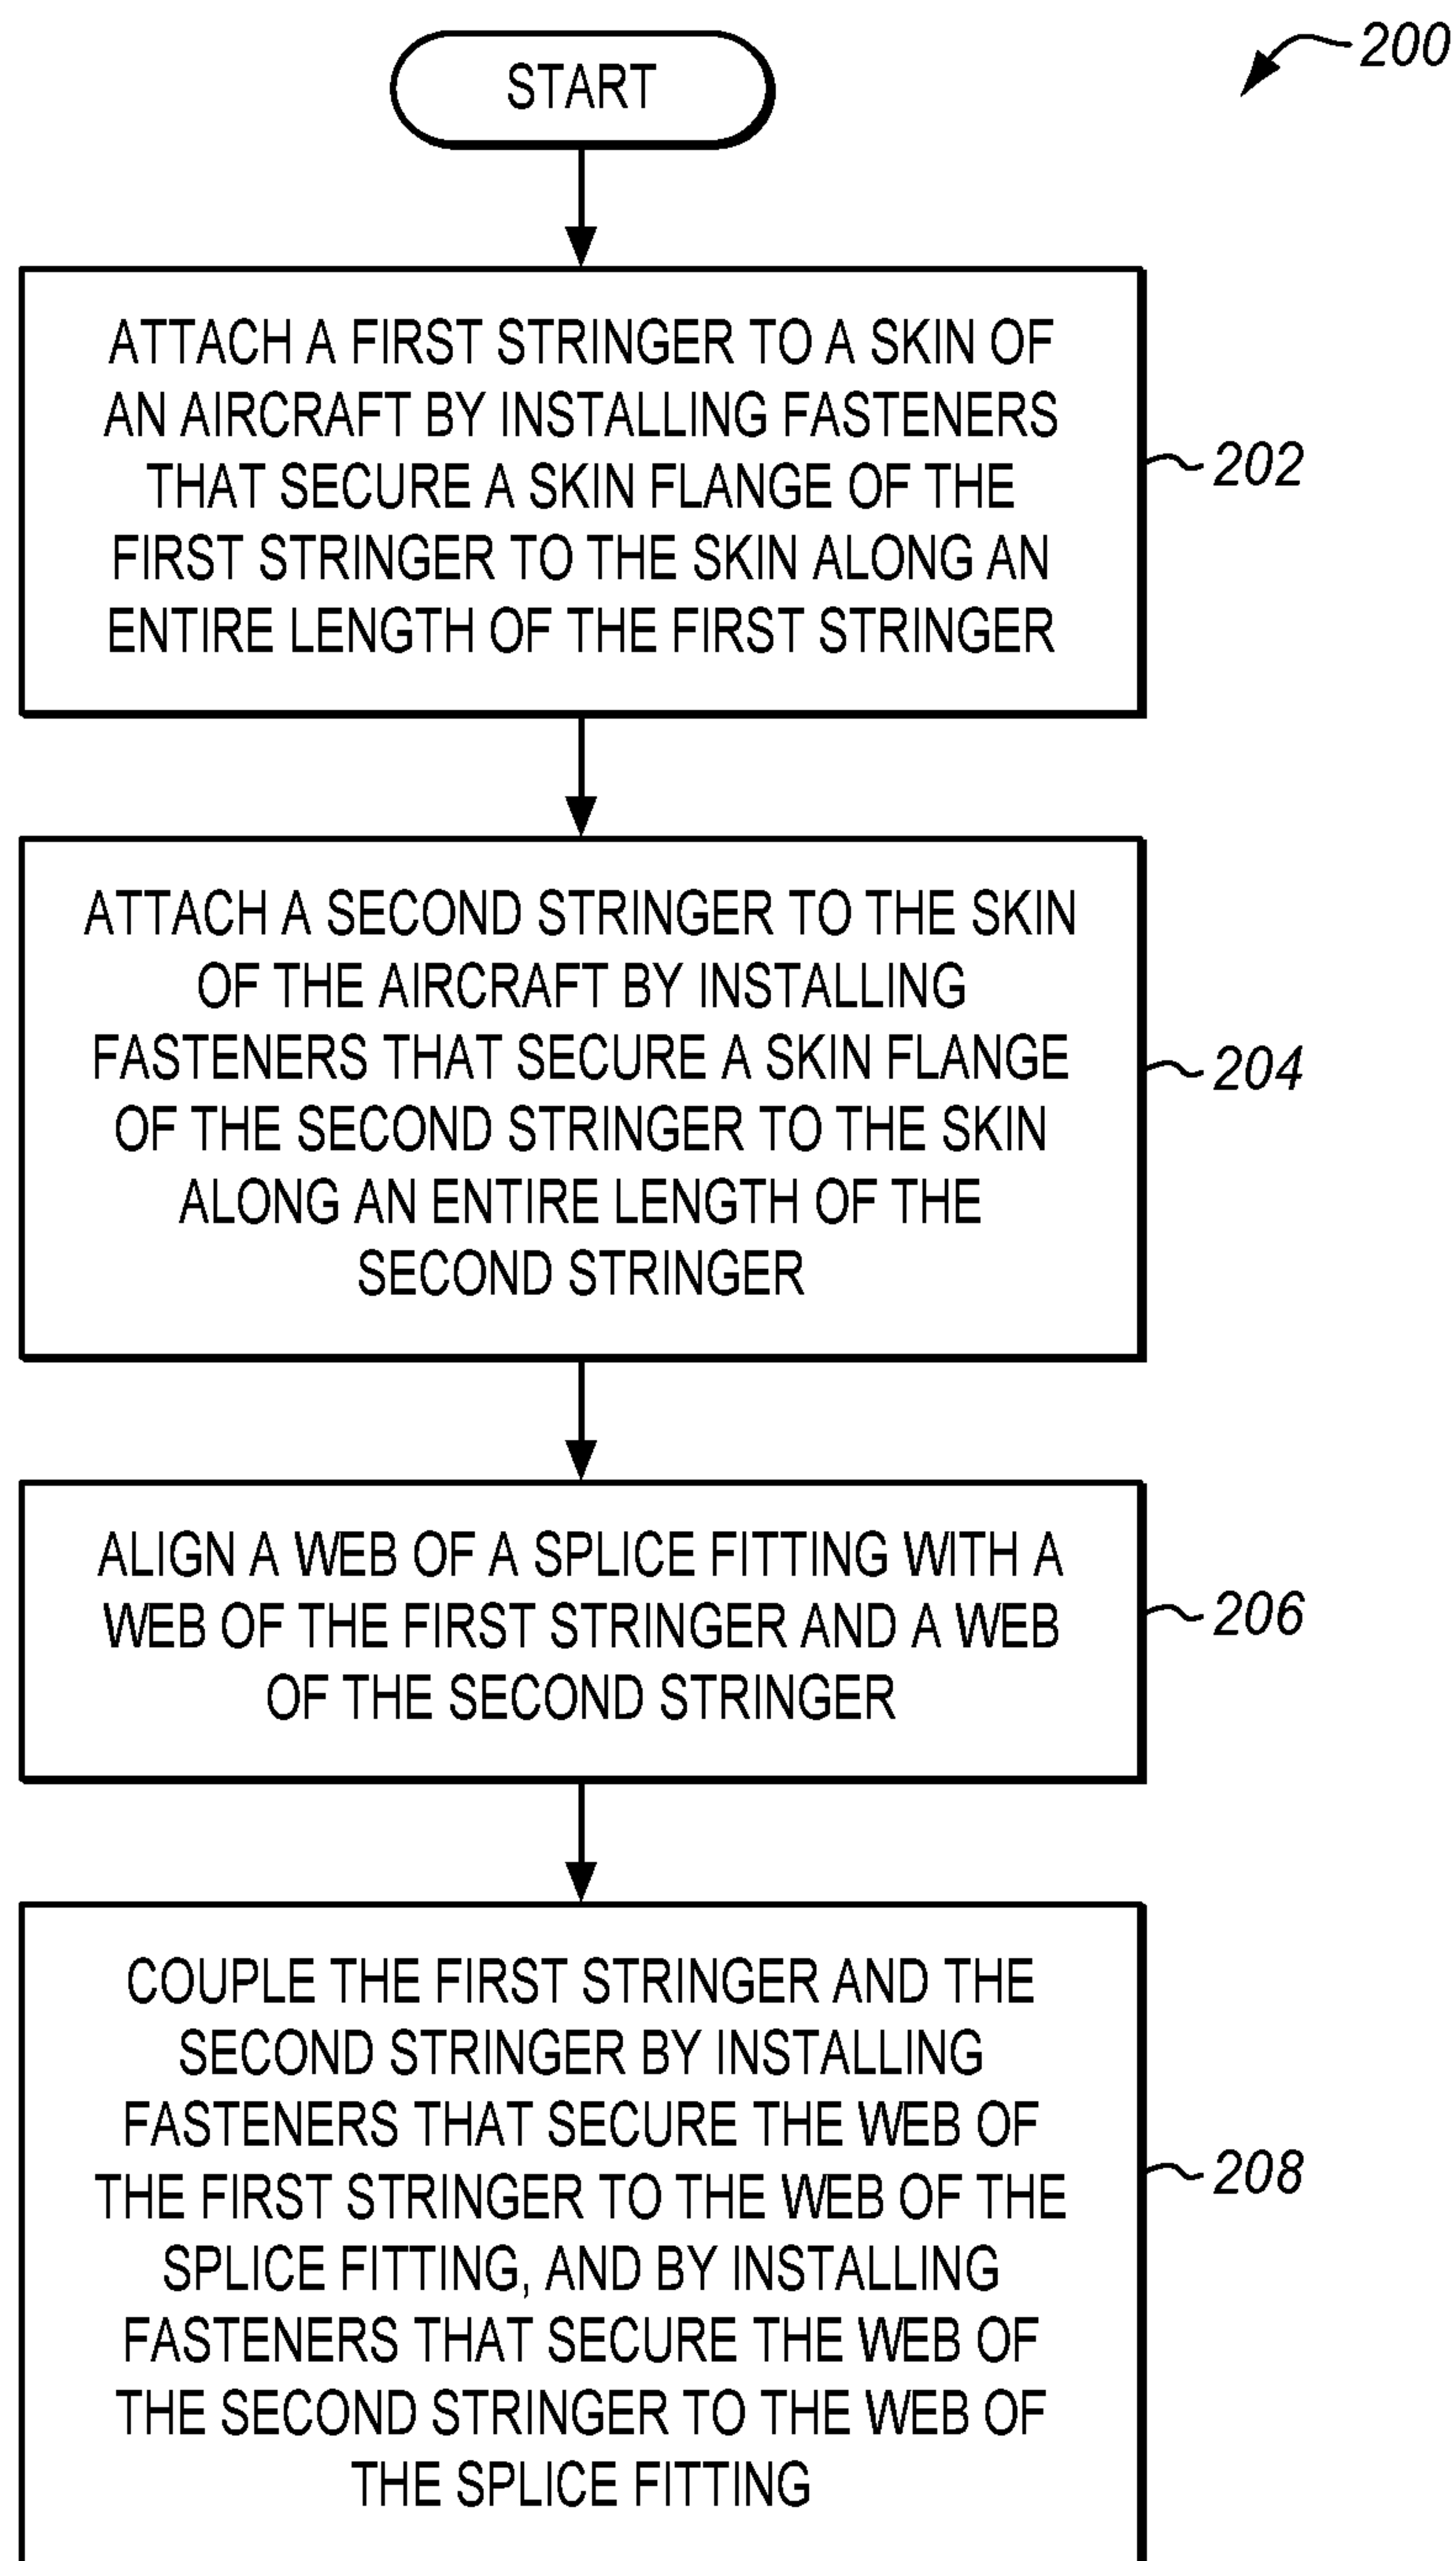 START
200
ATTACH A FIRST STRINGER TO A SKIN OF
AN AIRCRAFT BY INSTALLING FASTENERS
THAT SECURE A SKIN FLANGE OF THE
FIRST STRINGER TO THE SKIN ALONG AN
ENTIRE LENGTH OF THE FIRST STRINGER
202
ATTACH A SECOND STRINGER TO THE SKIN
OF THE AIRCRAFT BY INSTALLING
FASTENERS THAT SECURE A SKIN FLANGE
OF THE SECOND STRINGER TO THE SKIN
ALONG AN ENTIRE LENGTH OF THE
SECOND STRINGER
204
ALIGN A WEB OF A SPLICE FITTING WITH A
WEB OF THE FIRST STRINGER AND A WEB
OF THE SECOND STRINGER
206
COUPLE THE FIRST STRINGER AND THE
SECOND STRINGER BY INSTALLING
FASTENERS THAT SECURE THE WEB OF
THE FIRST STRINGER TO THE WEB OF THE
SPLICE FITTING, AND BY INSTALLING
FASTENERS THAT SECURE THE WEB OF
THE SECOND STRINGER TO THE WEB OF
THE SPLICE FITTING
208